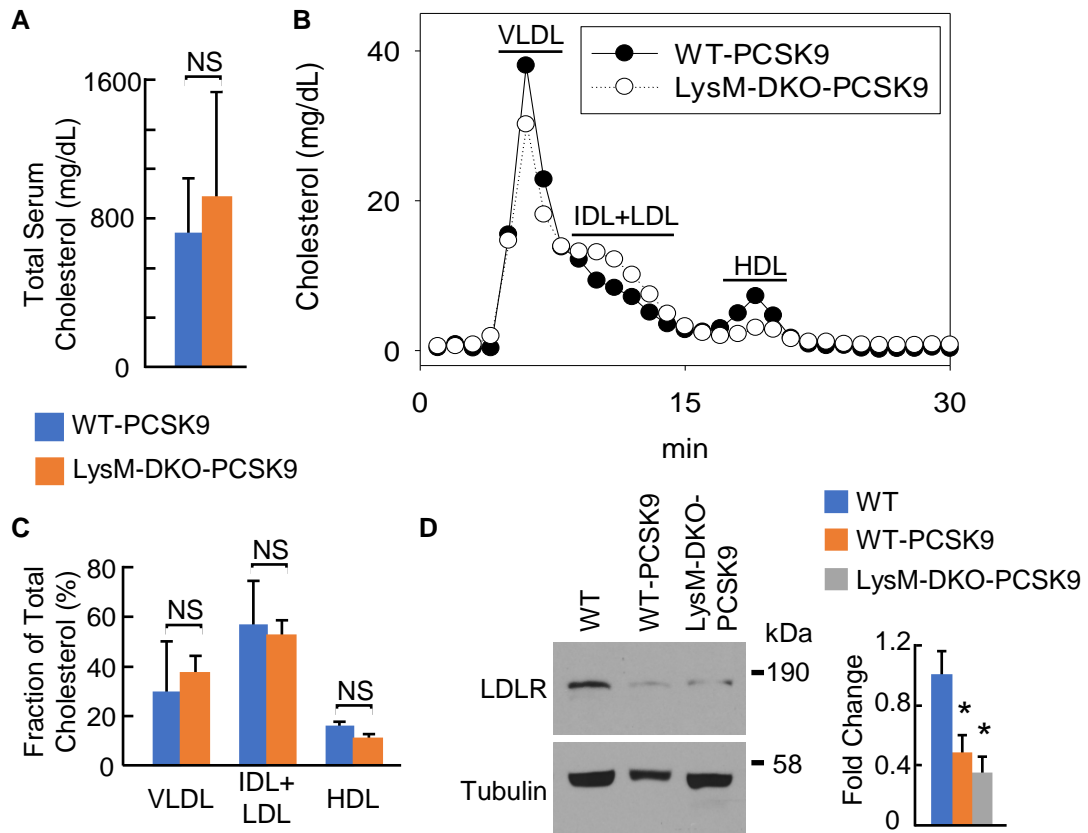 A
Total Serum
Cholesterol (mg/dL)
1600
800
0
NS
WT-PCSK9
LysM-DKO-PCSK9
B
Cholesterol (mg/dL)
40
20
0
VLDL
IDL+LDL
HDL
WT-PCSK9
LysM-DKO-PCSK9
0 15 30
min
C
Fraction of Total
Cholesterol (%)
80
60
40
20
0
NS
NS
NS
VLDL
IDL+
LDL
HDL
D
WT
WT-PCSK9
LysM-DKO-
PCSK9
kDa
LDLR
190
Tubulin
58
WT
WT-PCSK9
LysM-DKO-PCSK9
Fold Change
1.2
0.8
0.4
0
*
*